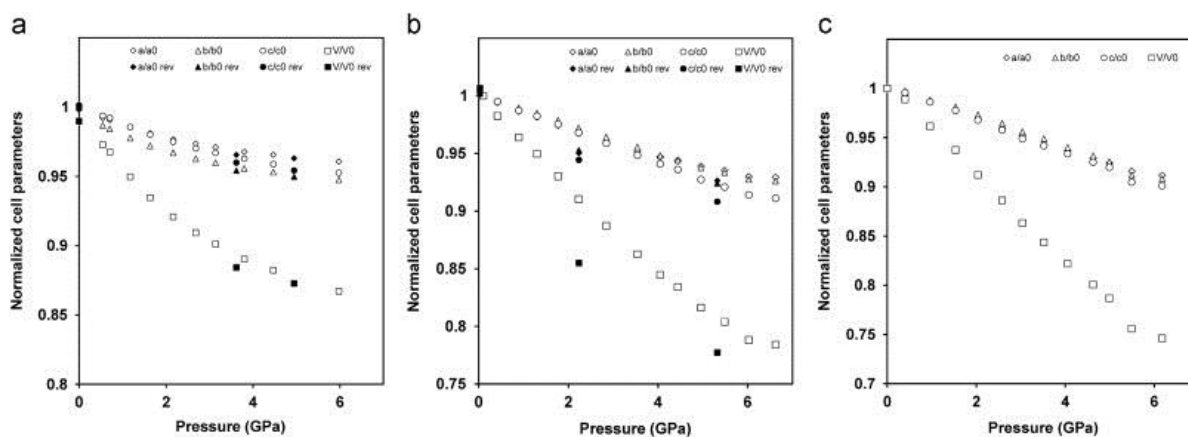 a
◇ a/a0 △ b/b0 ○ c/c0 □ V/V0
◆ a/a0 rev ▲ b/b0 rev ● c/c0 rev ■ V/V0 rev
Normalized cell parameters
1
0.95
0.9
0.85
0.8
0 2 4 6
Pressure (GPa)
b
◇ a/a0 △ b/b0 ○ c/c0 □ V/V0
◆ a/a0 rev ▲ b/b0 rev ● c/c0 rev ■ V/V0 rev
Normalized cell parameters
1
0.95
0.9
0.85
0.8
0.75
0 2 4 6
Pressure (GPa)
c
◇ a/a0 △ b/b0 ○ c/c0 □ V/V0
Normalized cell parameters
1
0.95
0.9
0.85
0.8
0.75
0.7
0 2 4 6
Pressure (GPa)